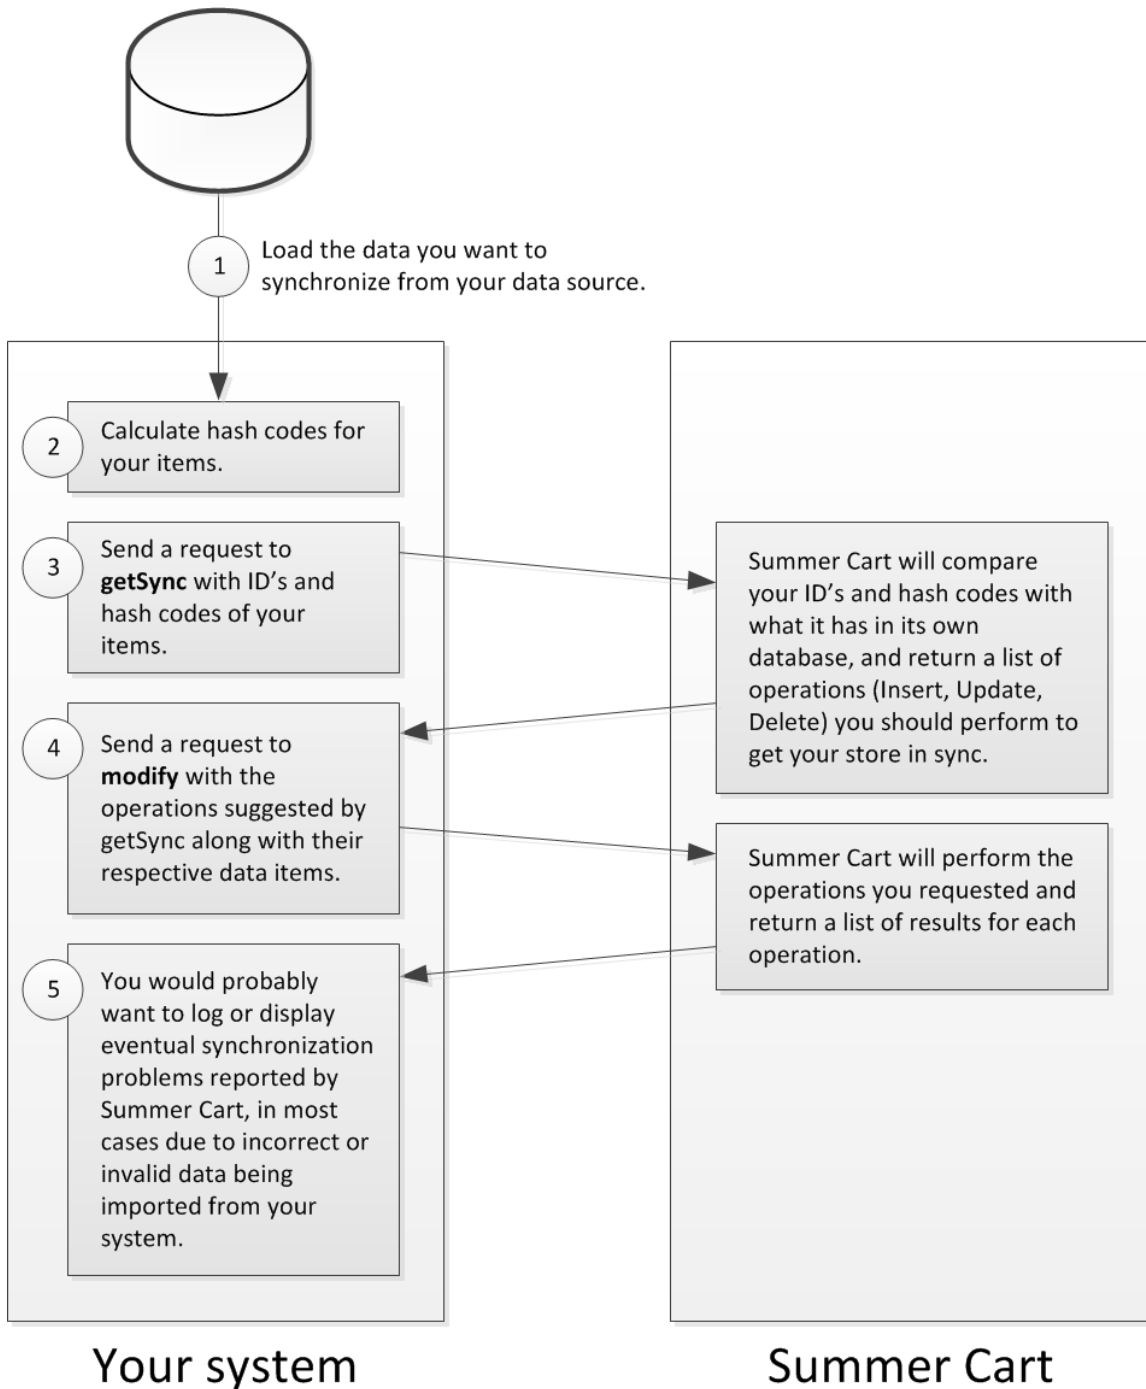 1
Load the data you want to
synchronize from your data source.
2
Calculate hash codes for
your items.
3
Send a request to
getSync with ID's and
hash codes of your
items.
Summer Cart will compare
your ID's and hash codes with
what it has in its own
database, and return a list of
operations (Insert, Update,
Delete) you should perform to
get your store in sync.
4
Send a request to
modify with the
operations suggested by
getSync along with their
respective data items.
Summer Cart will perform the
operations you requested and
return a list of results for each
operation.
5
You would probably
want to log or display
eventual synchronization
problems reported by
Summer Cart, in most
cases due to incorrect or
invalid data being
imported from your
system.
Your system
Summer Cart